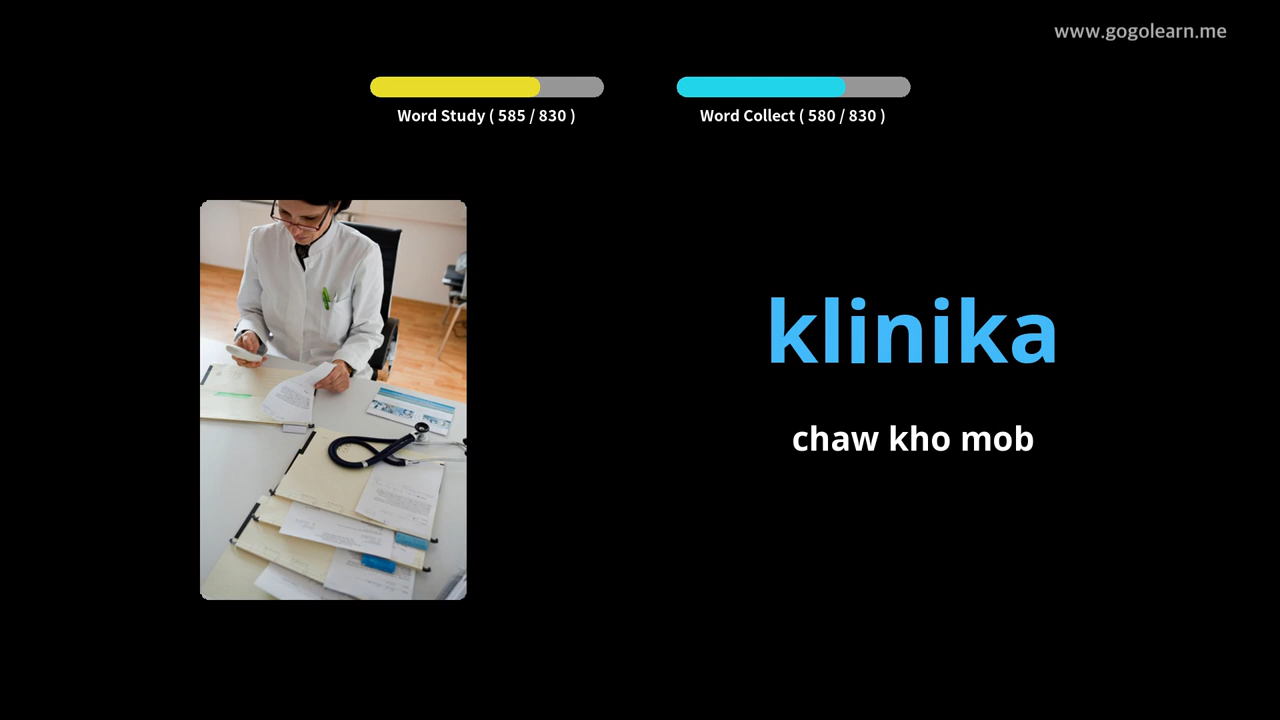 www.gogolearn.me
Word Study ( 585 / 830 )
Word Collect ( 580 / 830 )
klinika
chaw kho mob